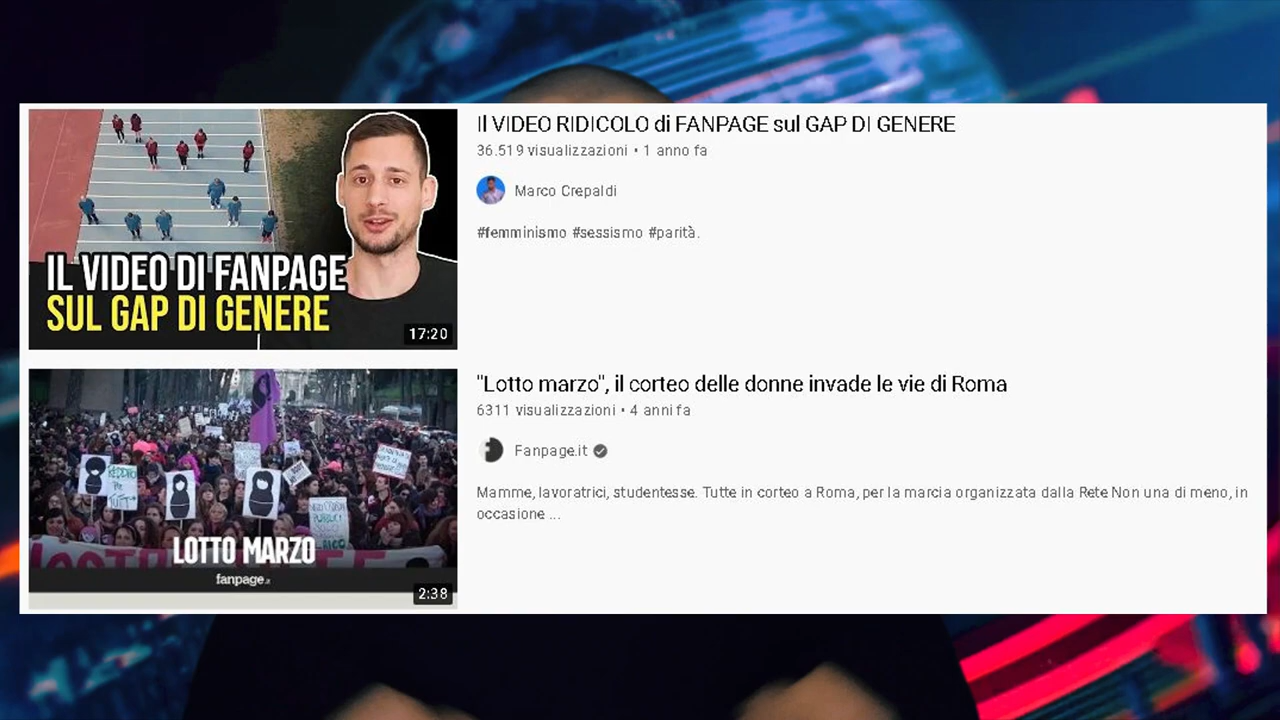 Il VIDEO RIDICOLO di FANPAGE sul GAP DI GENERE
36.519 visualizzazioni • 1 anno fa
Marco Crepaldi
#femminismo #sessismo #parità.
IL VIDEO DI FANPAGE
SUL GAP DI GENERE
17:20
"Lotto marzo", il corteo delle donne invade le vie di Roma
6311 visualizzazioni • 4 anni fa
Fanpage.it
Mamme, lavoratrici, studentesse. Tutte in corteo a Roma, per la marcia organizzata dalla Rete Non una di meno, in
occasione ...
LOTTO MARZO
fanpage.it
2:38